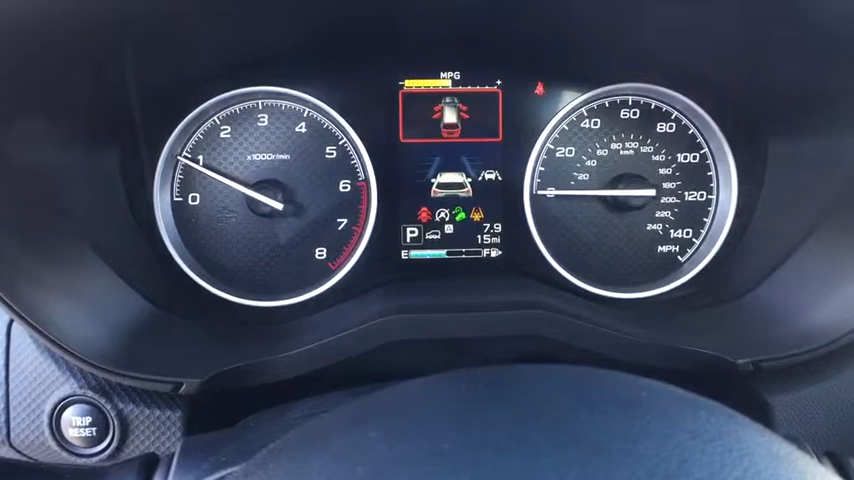 MPG
- +
0 1 2 3 4 5 6 7 8
x1000r/min
P
A
7.9
15mi
E F
0 20 40 60 80 100 120 140
20 40 60 80 100 120 140 160 180 200 220 240
km/h
MPH
TRIP
RESET